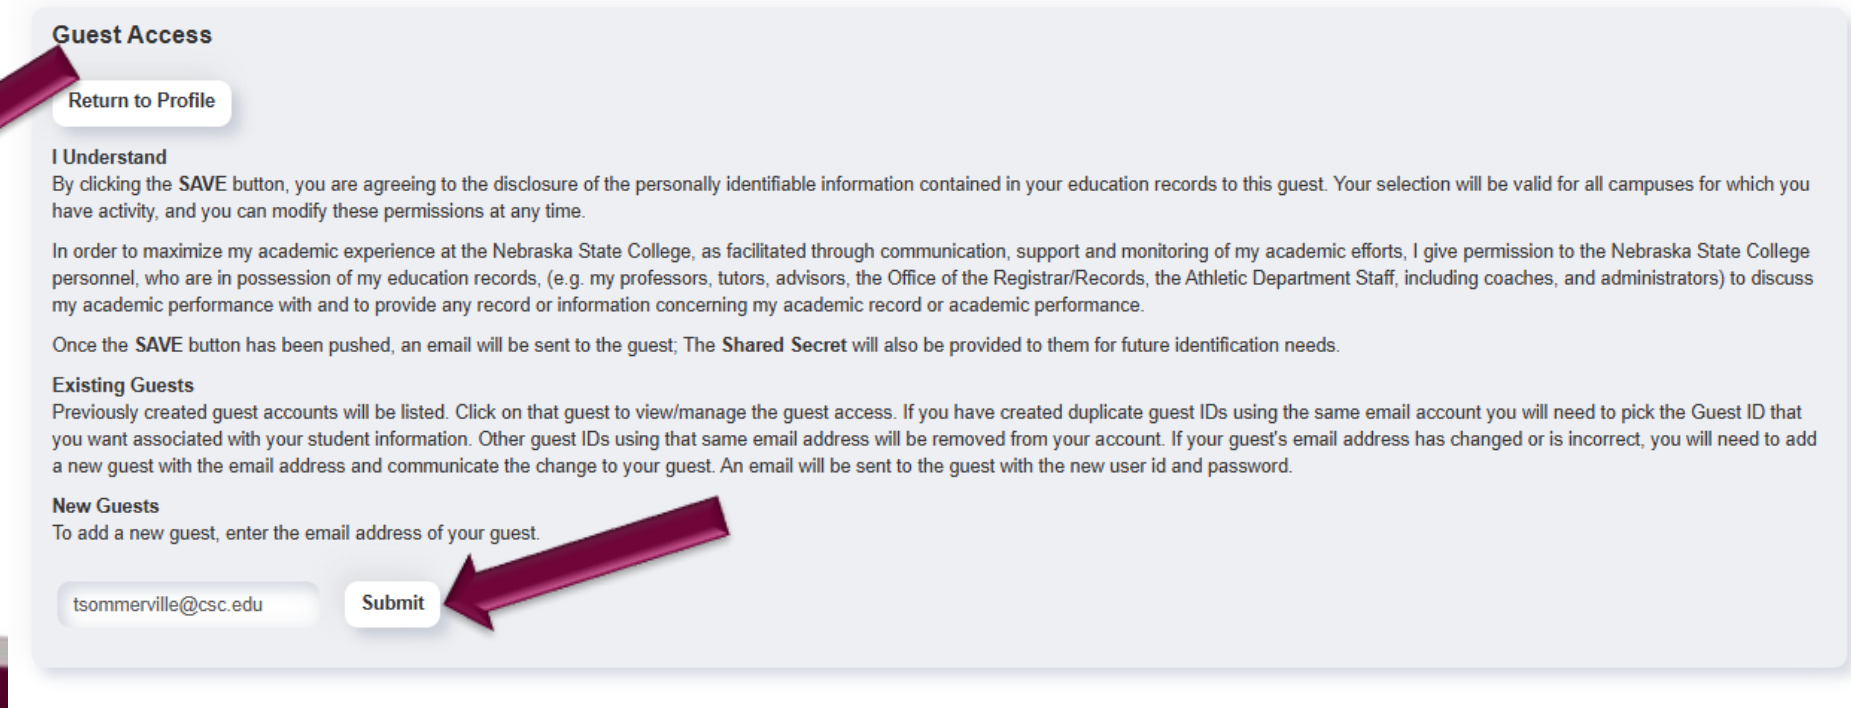 Guest Access
Return to Profile
I Understand
By clicking the SAVE button, you are agreeing to the disclosure of the personally identifiable information contained in your education records to this guest. Your selection will be valid for all campuses for which you
have activity, and you can modify these permissions at any time.
In order to maximize my academic experience at the Nebraska State College, as facilitated through communication, support and monitoring of my academic efforts, I give permission to the Nebraska State College
personnel, who are in possession of my education records, (e.g. my professors, tutors, advisors, the Office of the Registrar/Records, the Athletic Department Staff, including coaches, and administrators) to discuss
my academic performance with and to provide any record or information concerning my academic record or academic performance.
Once the SAVE button has been pushed, an email will be sent to the guest; The Shared Secret will also be provided to them for future identification needs.
Existing Guests
Previously created guest accounts will be listed. Click on that guest to view/manage the guest access. If you have created duplicate guest IDs using the same email account you will need to pick the Guest ID that
you want associated with your student information. Other guest IDs using that same email address will be removed from your account. If your guest's email address has changed or is incorrect, you will need to add
a new guest with the email address and communicate the change to your guest. An email will be sent to the guest with the new user id and password.
New Guests
To add a new guest, enter the email address of your guest.
tsommerville@csc.edu Submit